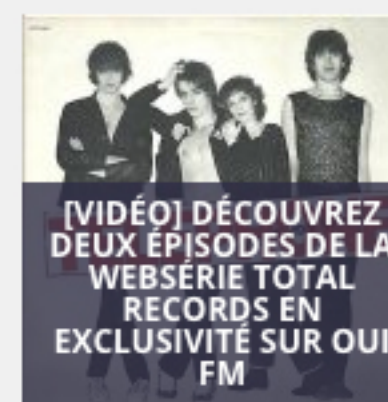 [VIDÉO] DÉCOUVREZ
DEUX ÉPISODES DE LA
WEBSÉRIE TOTAL
RECORDS EN
EXCLUSIVITÉ SUR OUI
FM